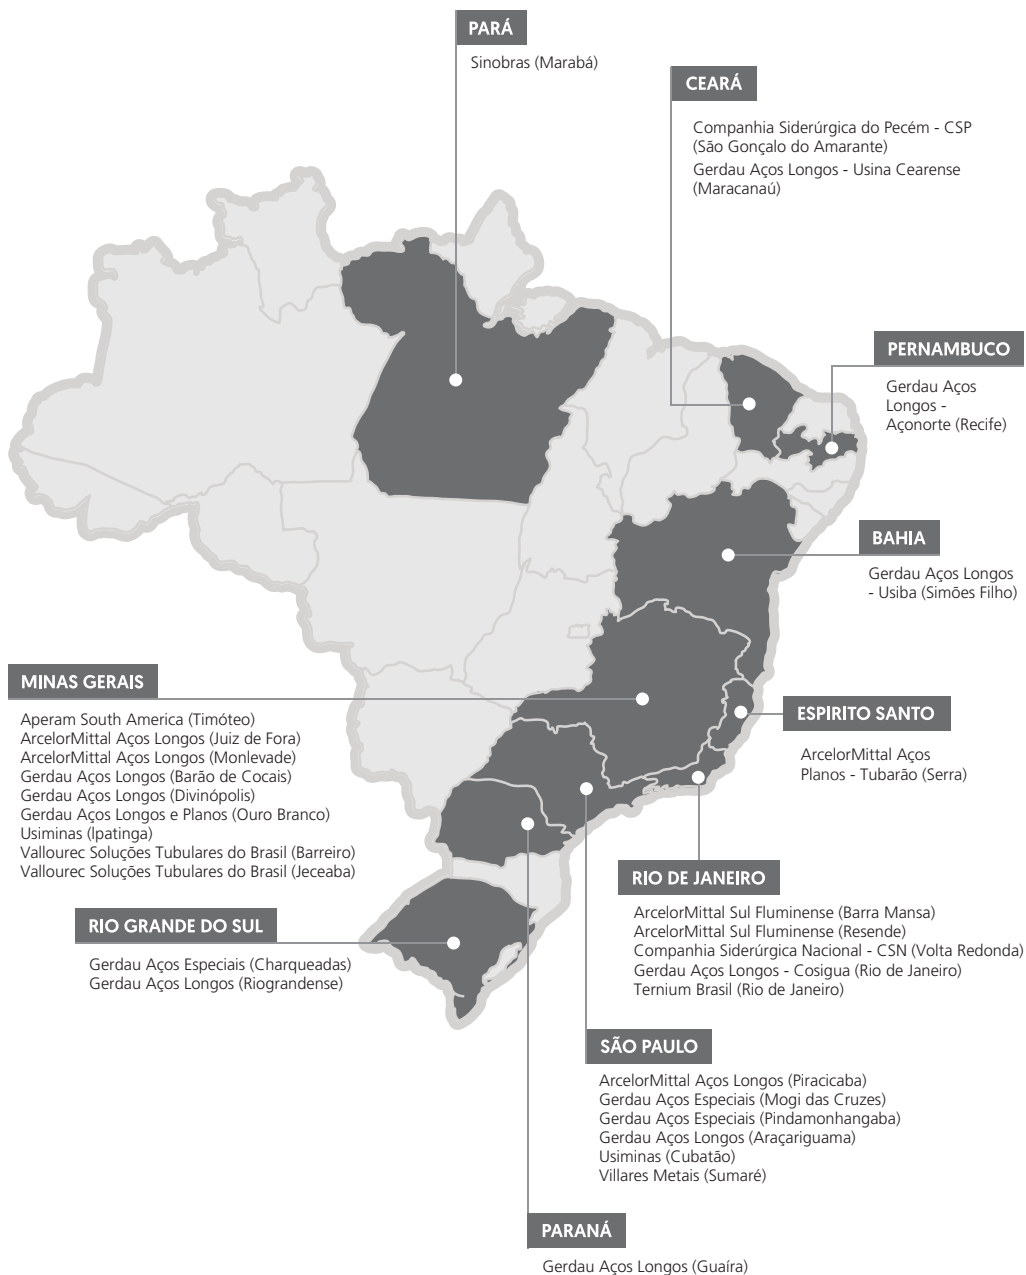 PARÁ
Sinobras (Marabá)
CEARÁ
Companhia Siderúrgica do Pecém - CSP
(São Gonçalo do Amarante)
Gerdau Aços Longos - Usina Cearense
(Maracanaú)
PERNAMBUCO
Gerdau Aços
Longos -
Açonorte (Recife)
BAHIA
Gerdau Aços Longos
- Usiba (Simões Filho)
MINAS GERAIS
Aperam South America (Timóteo)
ArcelorMittal Aços Longos (Juiz de Fora)
ArcelorMittal Aços Longos (Monlevade)
Gerdau Aços Longos (Barão de Cocais)
Gerdau Aços Longos (Divinópolis)
Gerdau Aços Longos e Planos (Ouro Branco)
Usiminas (Ipatinga)
Vallourec Soluções Tubulares do Brasil (Barreiro)
Vallourec Soluções Tubulares do Brasil (Jeceaba)
ESPIRÍTO SANTO
ArcelorMittal Aços
Planos - Tubarão (Serra)
RIO DE JANEIRO
ArcelorMittal Sul Fluminense (Barra Mansa)
ArcelorMittal Sul Fluminense (Resende)
Companhia Siderúrgica Nacional - CSN (Volta Redonda)
Gerdau Aços Longos - Cosigua (Rio de Janeiro)
Ternium Brasil (Rio de Janeiro)
RIO GRANDE DO SUL
Gerdau Aços Especiais (Charqueadas)
Gerdau Aços Longos (Riograndense)
SÃO PAULO
ArcelorMittal Aços Longos (Piracicaba)
Gerdau Aços Especiais (Mogi das Cruzes)
Gerdau Aços Especiais (Pindamonhangaba)
Gerdau Aços Longos (Araçariguama)
Usiminas (Cubatão)
Villares Metais (Sumaré)
PARANÁ
Gerdau Aços Longos (Guaíra)